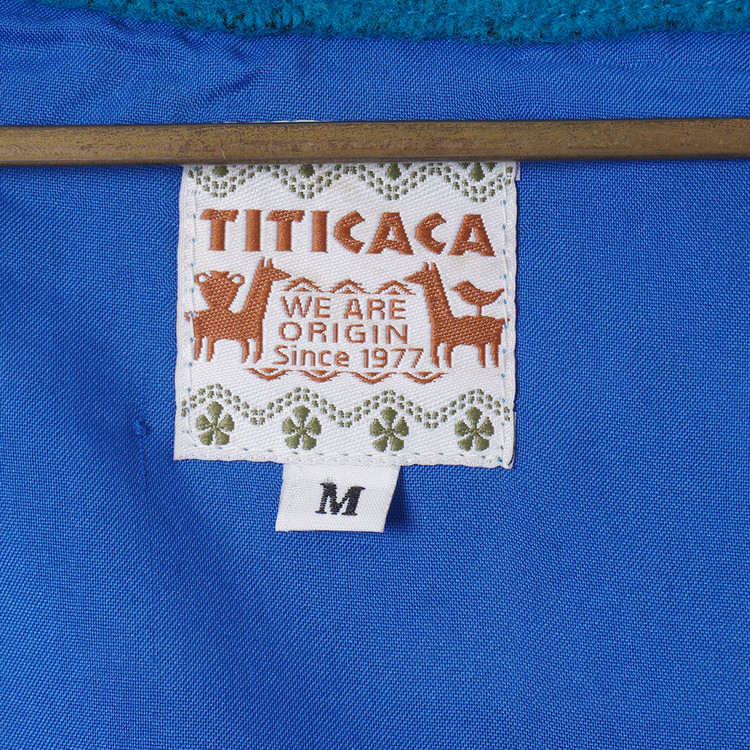 TITICACA
WE ARE
ORIGIN
Since 1977
M